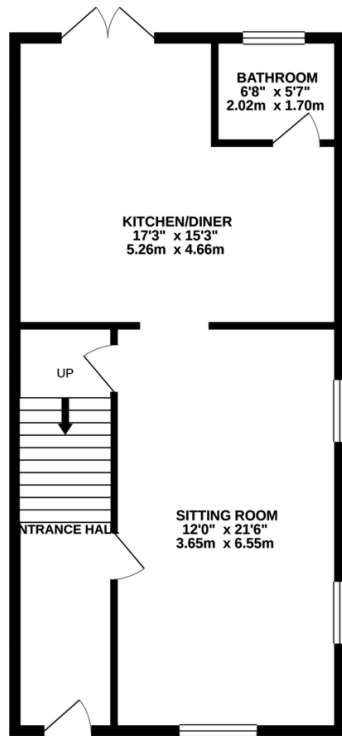 BATHROOM
6'8" x 5'7"
2.02m x 1.70m
KITCHEN/DINER
17'3" x 15'3"
5.26m x 4.66m
UP
NTRANCE HAL
SITTING ROOM
12'0" x 21'6"
3.65m x 6.55m